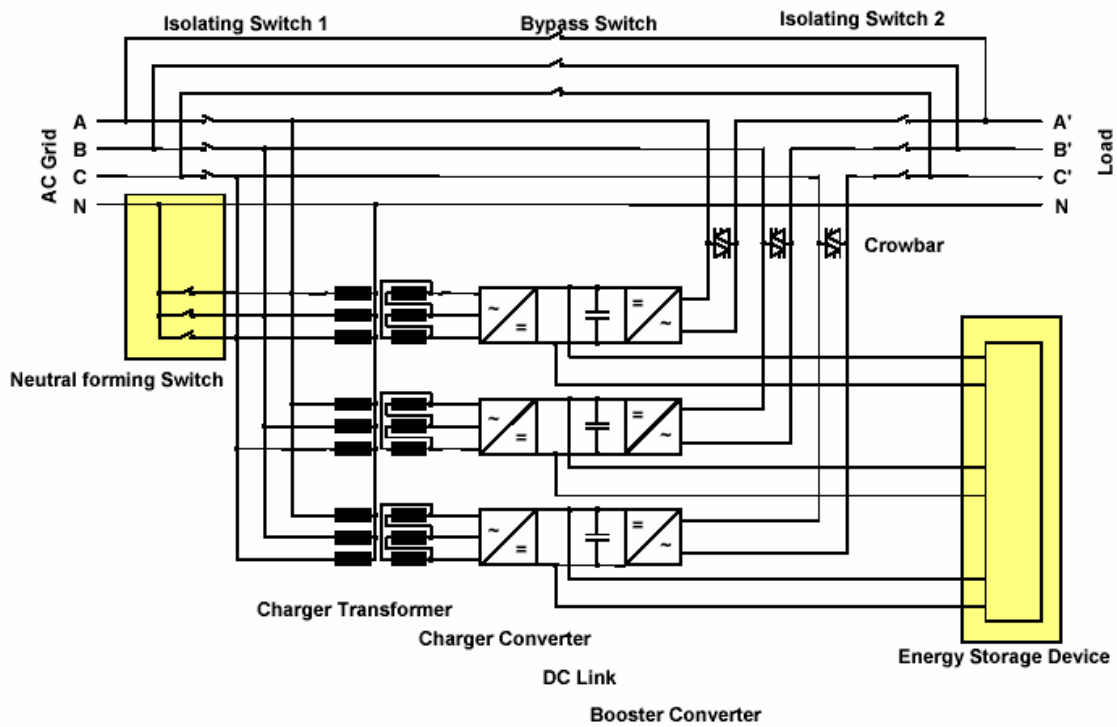 Isolating Switch 1
Bypass Switch
Isolating Switch 2
AC Grid
A
B
C
N
A'
B'
C'
N
Load
Crowbar
~
=
=
~
Neutral forming Switch
~
=
=
~
~
=
=
~
Charger Transformer
Charger Converter
DC Link
Booster Converter
Energy Storage Device